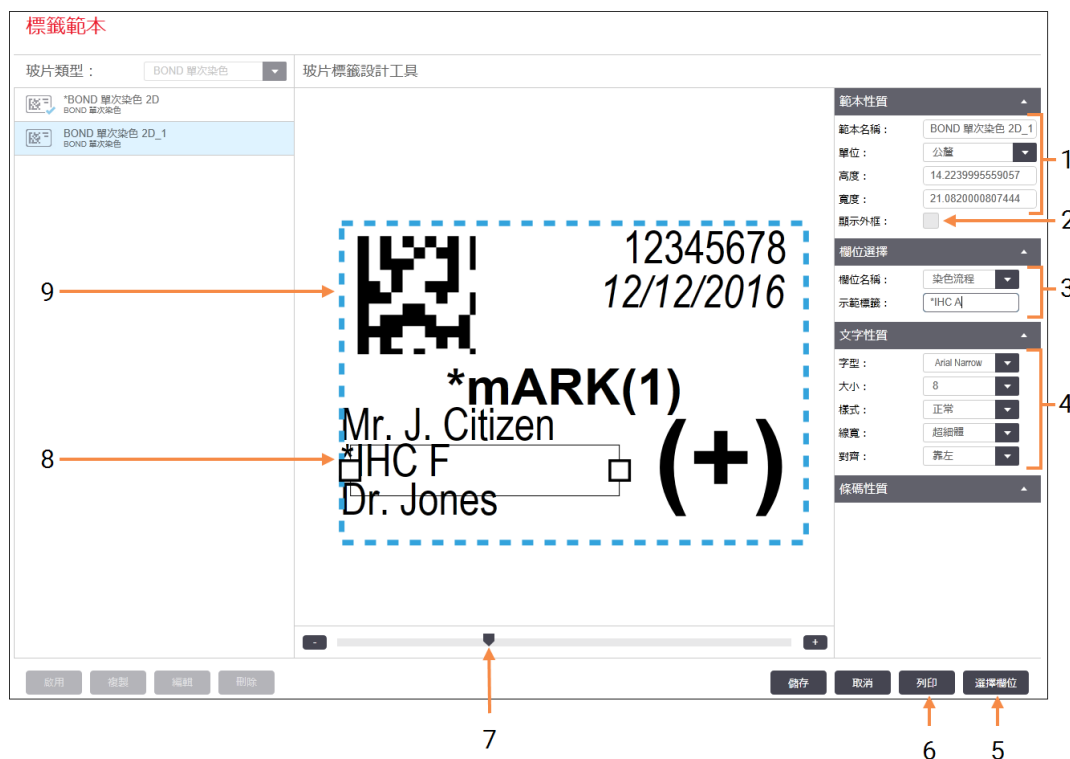 標籤範本
玻片類型： BOND 單次染色
玻片標籤設計工具
*BOND 單次染色 2D
BOND 單次染色
BOND 單次染色 2D_1
BOND 單次染色
12345678
12/12/2016
*mARK(1)
Mr. J. Citizen
*IHC F
Dr. Jones
(+)
範本性質
範本名稱： BOND 單次染色 2D_1
單位： 公釐
高度： 14.2239995559057
寬度： 21.0820000807444
顯示外框：
欄位選擇
欄位名稱： 染色流程
示範標籤： *IHC A
文字性質
字型： Arial Narrow
大小： 8
樣式： 正常
線寬： 超細體
對齊： 靠左
條碼性質
1
2
3
4
9
8
- +
啟用 複製 編輯 刪除
儲存 取消 列印 選擇欄位
7
6 5